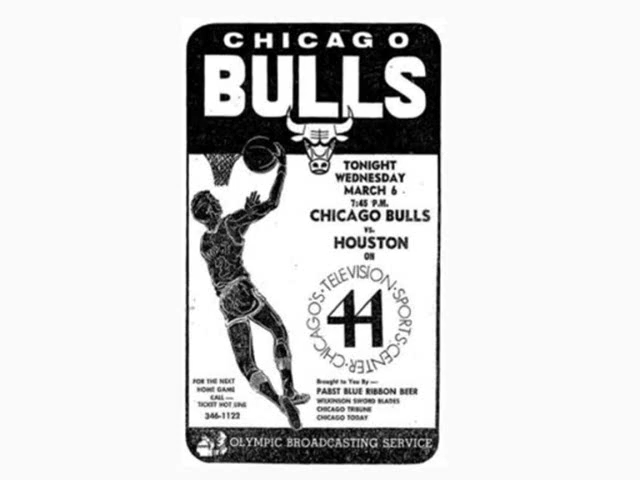 CHICAGO
BULLS
TONIGHT
WEDNESDAY
MARCH 6
7:45 P.M.
CHICAGO BULLS
vs.
HOUSTON
ON
CHICAGO'S·TELEVISION·SPORTS·CENTER·
44
FOR THE NEXT
HOME GAME
CALL —
TICKET HOT LINE
346-1122
Brought to You By —
PABST BLUE RIBBON BEER
WILKINSON SWORD BLADES
CHICAGO TRIBUNE
CHICAGO TODAY
OLYMPIC BROADCASTING SERVICE